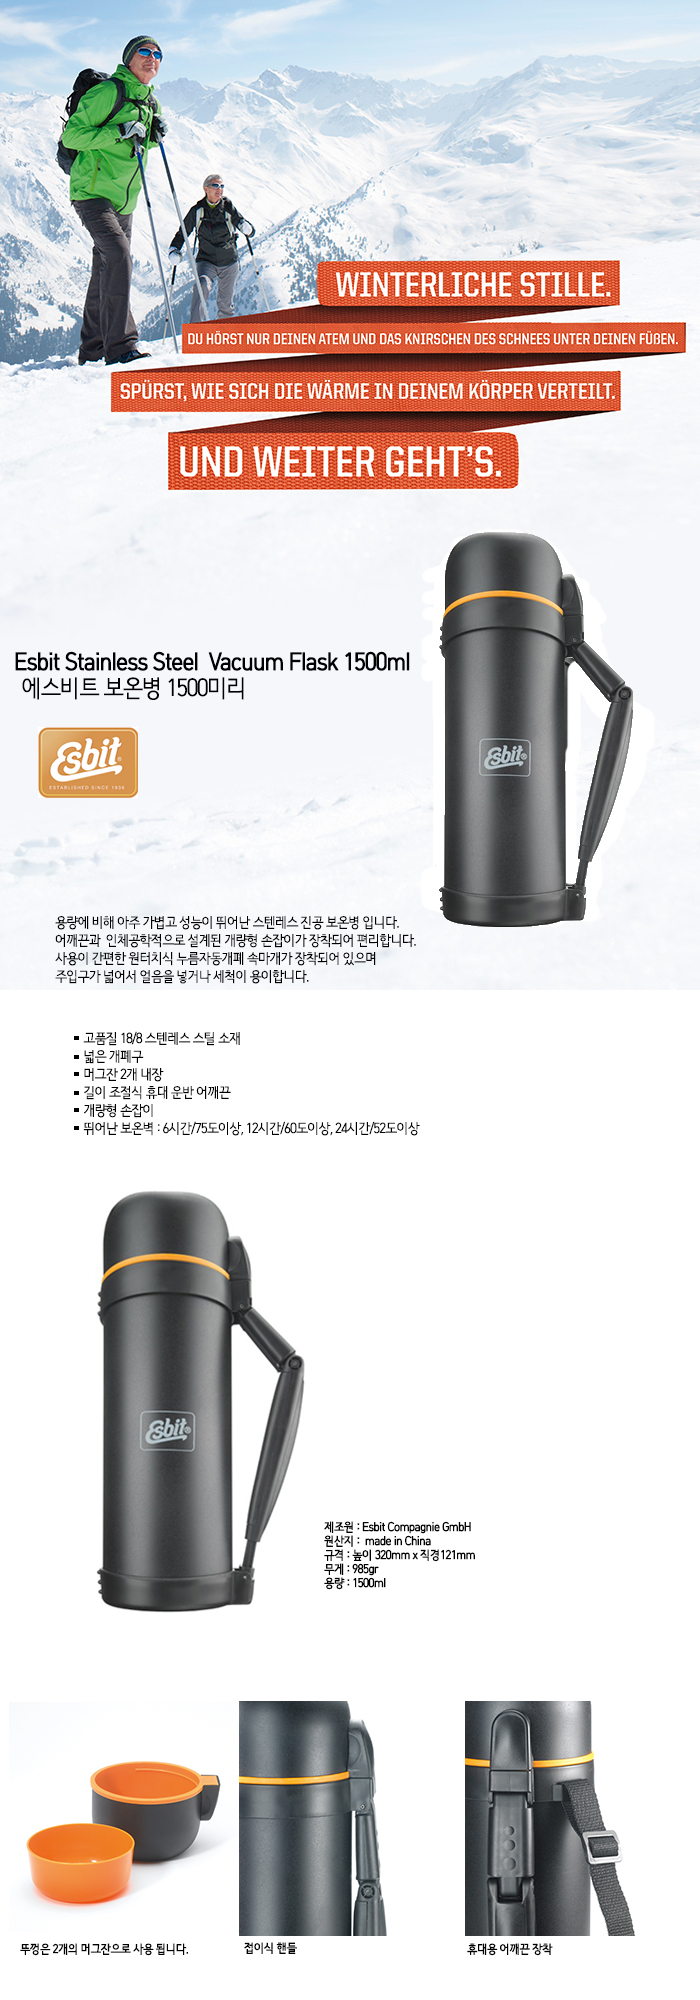 WINTERLICHE STILLE.
DU HÖRST NUR DEINEN ATEM UND DAS KNIRSCHEN DES SCHNEES UNTER DEINEN FÜẞEN.
SPÜRST, WIE SICH DIE WÄRME IN DEINEM KÖRPER VERTEILT.
UND WEITER GEHT'S.
Esbit Stainless Steel Vacuum Flask 1500ml
에스비트 보온병 1500미리
Esbit
ESTABLISHED SINCE 1936
Esbit®
용량에 비해 아주 가볍고 성능이 뛰어난 스텐레스 진공 보온병 입니다.
어깨끈과 인체공학적으로 설계된 개량형 손잡이가 장착되어 편리합니다.
사용이 간편한 원터치식 누름자동개폐 속마개가 장착되어 있으며
주입구가 넓어서 얼음을 넣거나 세척이 용이합니다.
▪ 고품질 18/8 스텐레스 스틸 소재
▪ 넓은 개폐구
▪ 머그잔 2개 내장
▪ 길이 조절식 휴대 운반 어깨끈
▪ 개량형 손잡이
▪ 뛰어난 보온벽 : 6시간/75도이상, 12시간/60도이상, 24시간/52도이상
Esbit®
제조원 : Esbit Compagnie GmbH
원산지 : made in China
규격 : 높이 320mm x 직경121mm
무게 : 985gr
용량 : 1500ml
뚜껑은 2개의 머그잔으로 사용 됩니다.
접이식 핸들
휴대용 어깨끈 장착